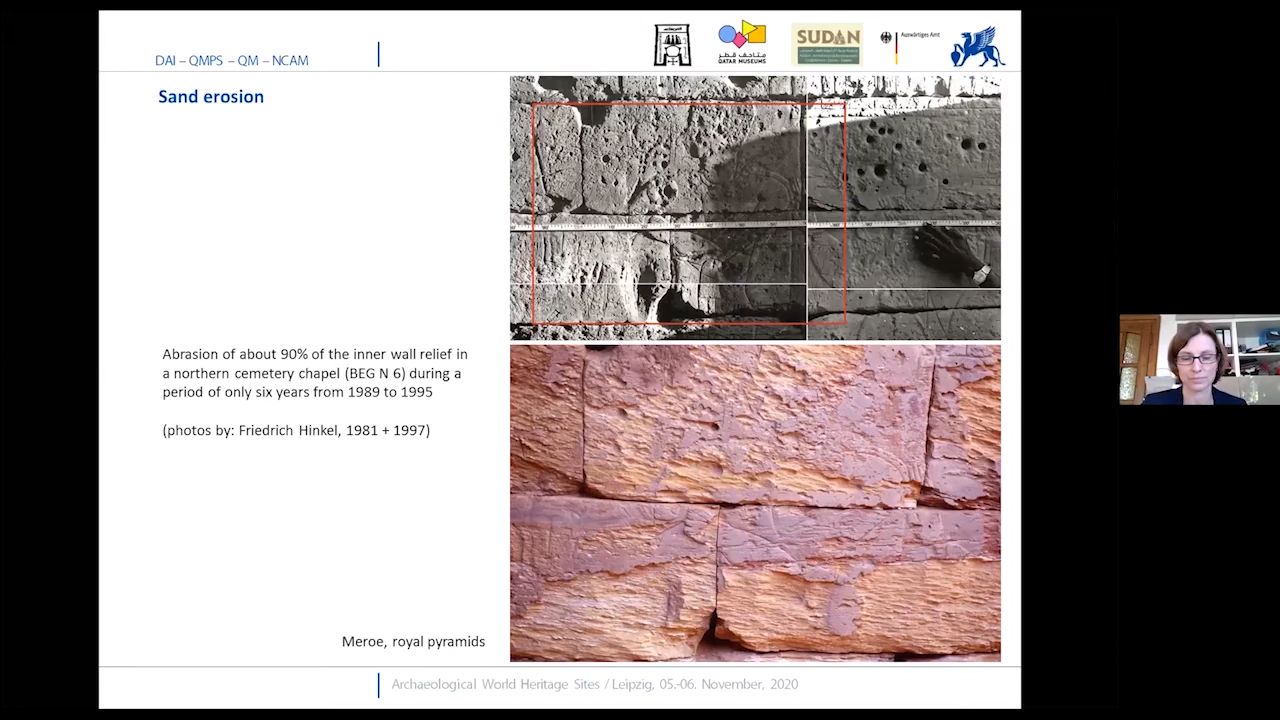 DAI – QMPS – QM – NCAM
متاحف قطر
QATAR MUSEUMS
SUDAN
Auswärtiges Amt
Sand erosion
Abrasion of about 90% of the inner wall relief in
a northern cemetery chapel (BEG N 6) during a
period of only six years from 1989 to 1995
(photos by: Friedrich Hinkel, 1981 + 1997)
Meroe, royal pyramids
Archaeological World Heritage Sites / Leipzig, 05.-06. November, 2020